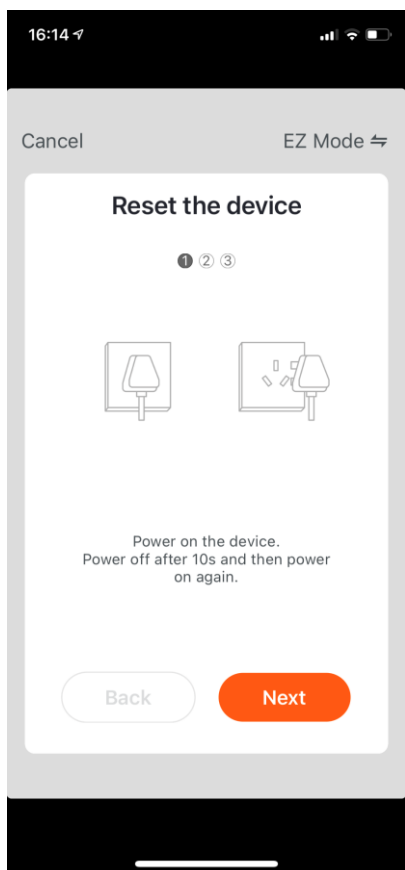 16:14
Cancel
EZ Mode ⇋
Reset the device
1 2 3
Power on the device.
Power off after 10s and then power
on again.
Back
Next